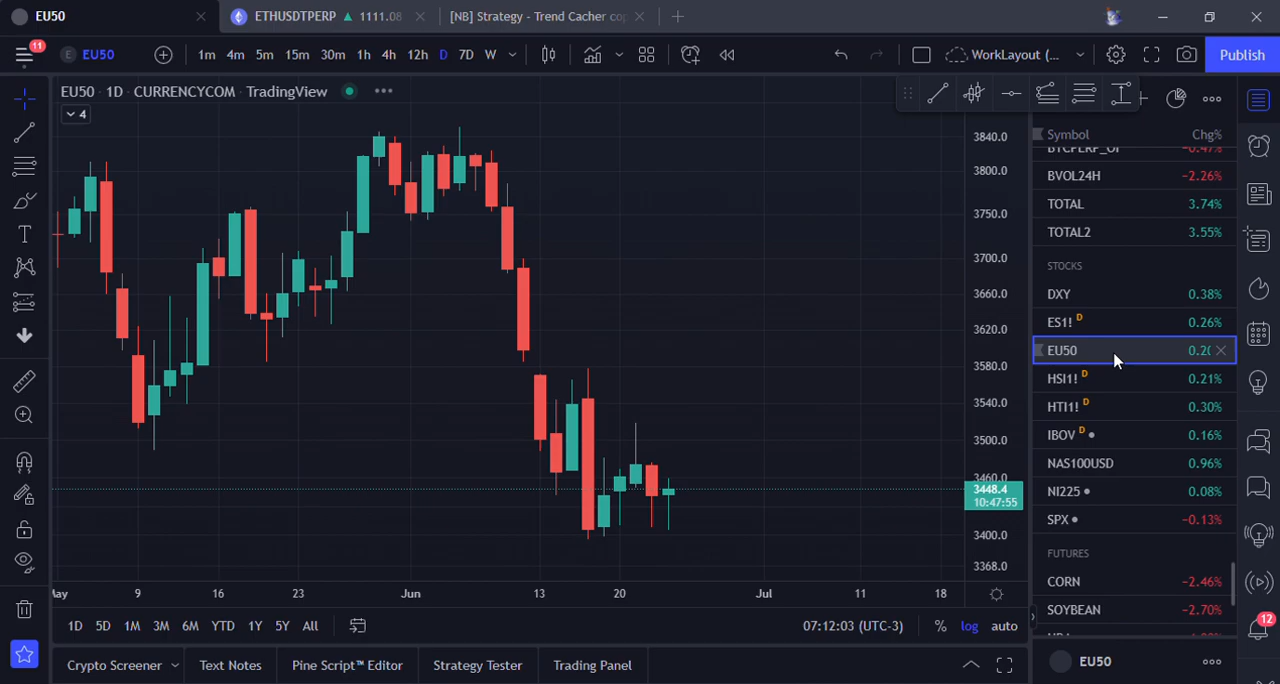 EU50
ETHUSDTPERP ▲ 1111.08
[NB] Strategy - Trend Cacher cop
11
E EU50
1m 4m 5m 15m 30m 1h 4h 12h D 7D W
WorkLayout (...
Publish
EU50 · 1D · CURRENCYCOM · TradingView
4
Symbol Chg%
BTCPERP_OI −0.47%
BVOL24H −2.26%
TOTAL 3.74%
TOTAL2 3.55%
STOCKS
DXY 0.38%
ES1! D 0.26%
EU50 0.20
HSI1! D 0.21%
HTI1! D 0.30%
IBOV D 0.16%
NAS100USD 0.96%
NI225 0.08%
SPX −0.13%
FUTURES
CORN −2.46%
SOYBEAN −2.70%
3840.0
3800.0
3750.0
3700.0
3660.0
3620.0
3580.0
3540.0
3500.0
3460.0
3448.4
10:47:55
3400.0
3368.0
May 9 16 23 Jun 13 20 Jul 11 18
1D 5D 1M 3M 6M YTD 1Y 5Y All
07:12:03 (UTC-3) % log auto
Crypto Screener Text Notes Pine Script™ Editor Strategy Tester Trading Panel
EU50
12